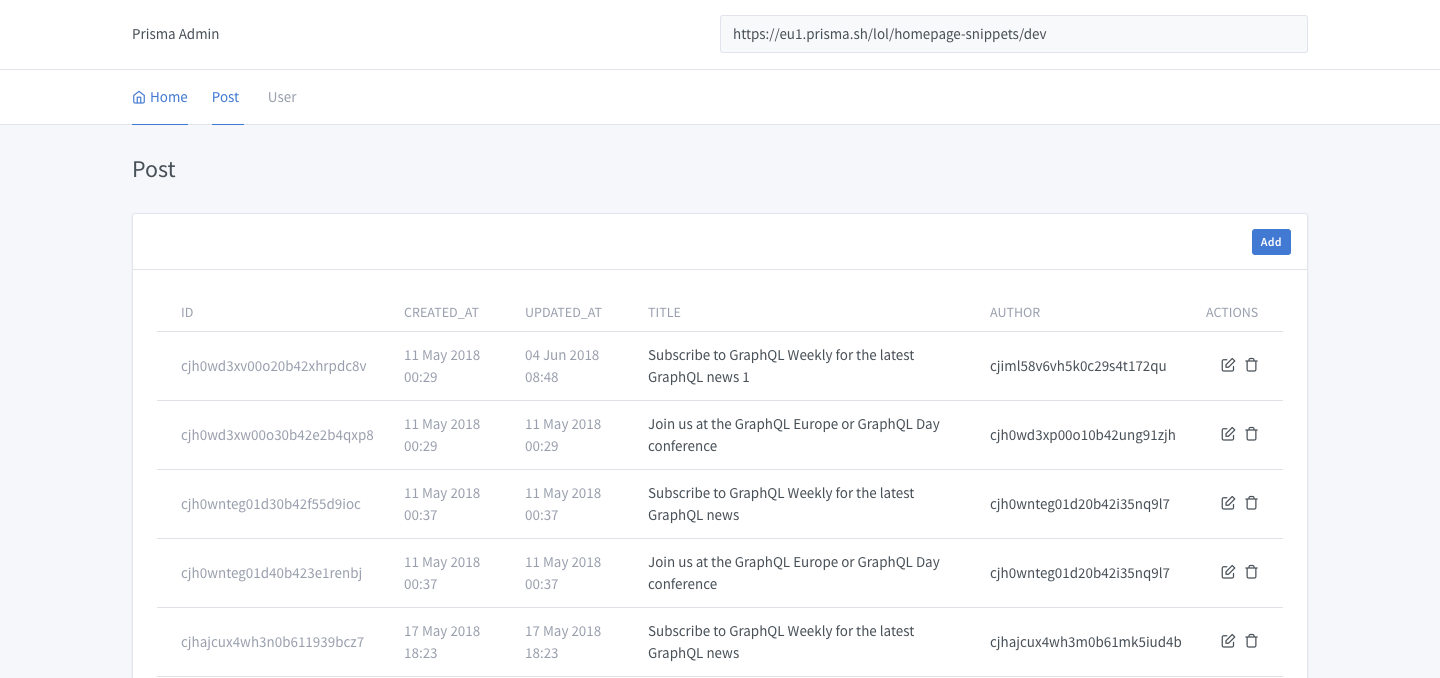 Prisma Admin
https://eu1.prisma.sh/lol/homepage-snippets/dev
Home Post User
Post
Add
ID CREATED_AT UPDATED_AT TITLE AUTHOR ACTIONS
cjh0wd3xv00o20b42xhrpdc8v 11 May 2018 00:29 04 Jun 2018 08:48 Subscribe to GraphQL Weekly for the latest GraphQL news 1 cjiml58v6vh5k0c29s4t172qu
cjh0wd3xw00o30b42e2b4qxp8 11 May 2018 00:29 11 May 2018 00:29 Join us at the GraphQL Europe or GraphQL Day conference cjh0wd3xp00o10b42ung91zjh
cjh0wnteg01d30b42f55d9ioc 11 May 2018 00:37 11 May 2018 00:37 Subscribe to GraphQL Weekly for the latest GraphQL news cjh0wnteg01d20b42i35nq9l7
cjh0wnteg01d40b423e1renbj 11 May 2018 00:37 11 May 2018 00:37 Join us at the GraphQL Europe or GraphQL Day conference cjh0wnteg01d20b42i35nq9l7
cjhajcux4wh3n0b611939bcz7 17 May 2018 18:23 17 May 2018 18:23 Subscribe to GraphQL Weekly for the latest GraphQL news cjhajcux4wh3m0b61mk5iud4b